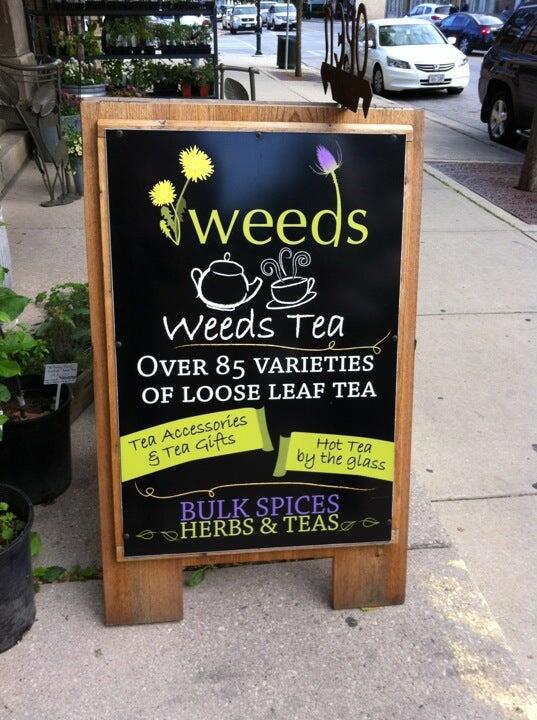 weeds
Weeds Tea
OVER 85 VARIETIES
OF LOOSE LEAF TEA
Tea Accessories
& Tea Gifts
Hot Tea
by the glass
BULK SPICES
HERBS & TEAS